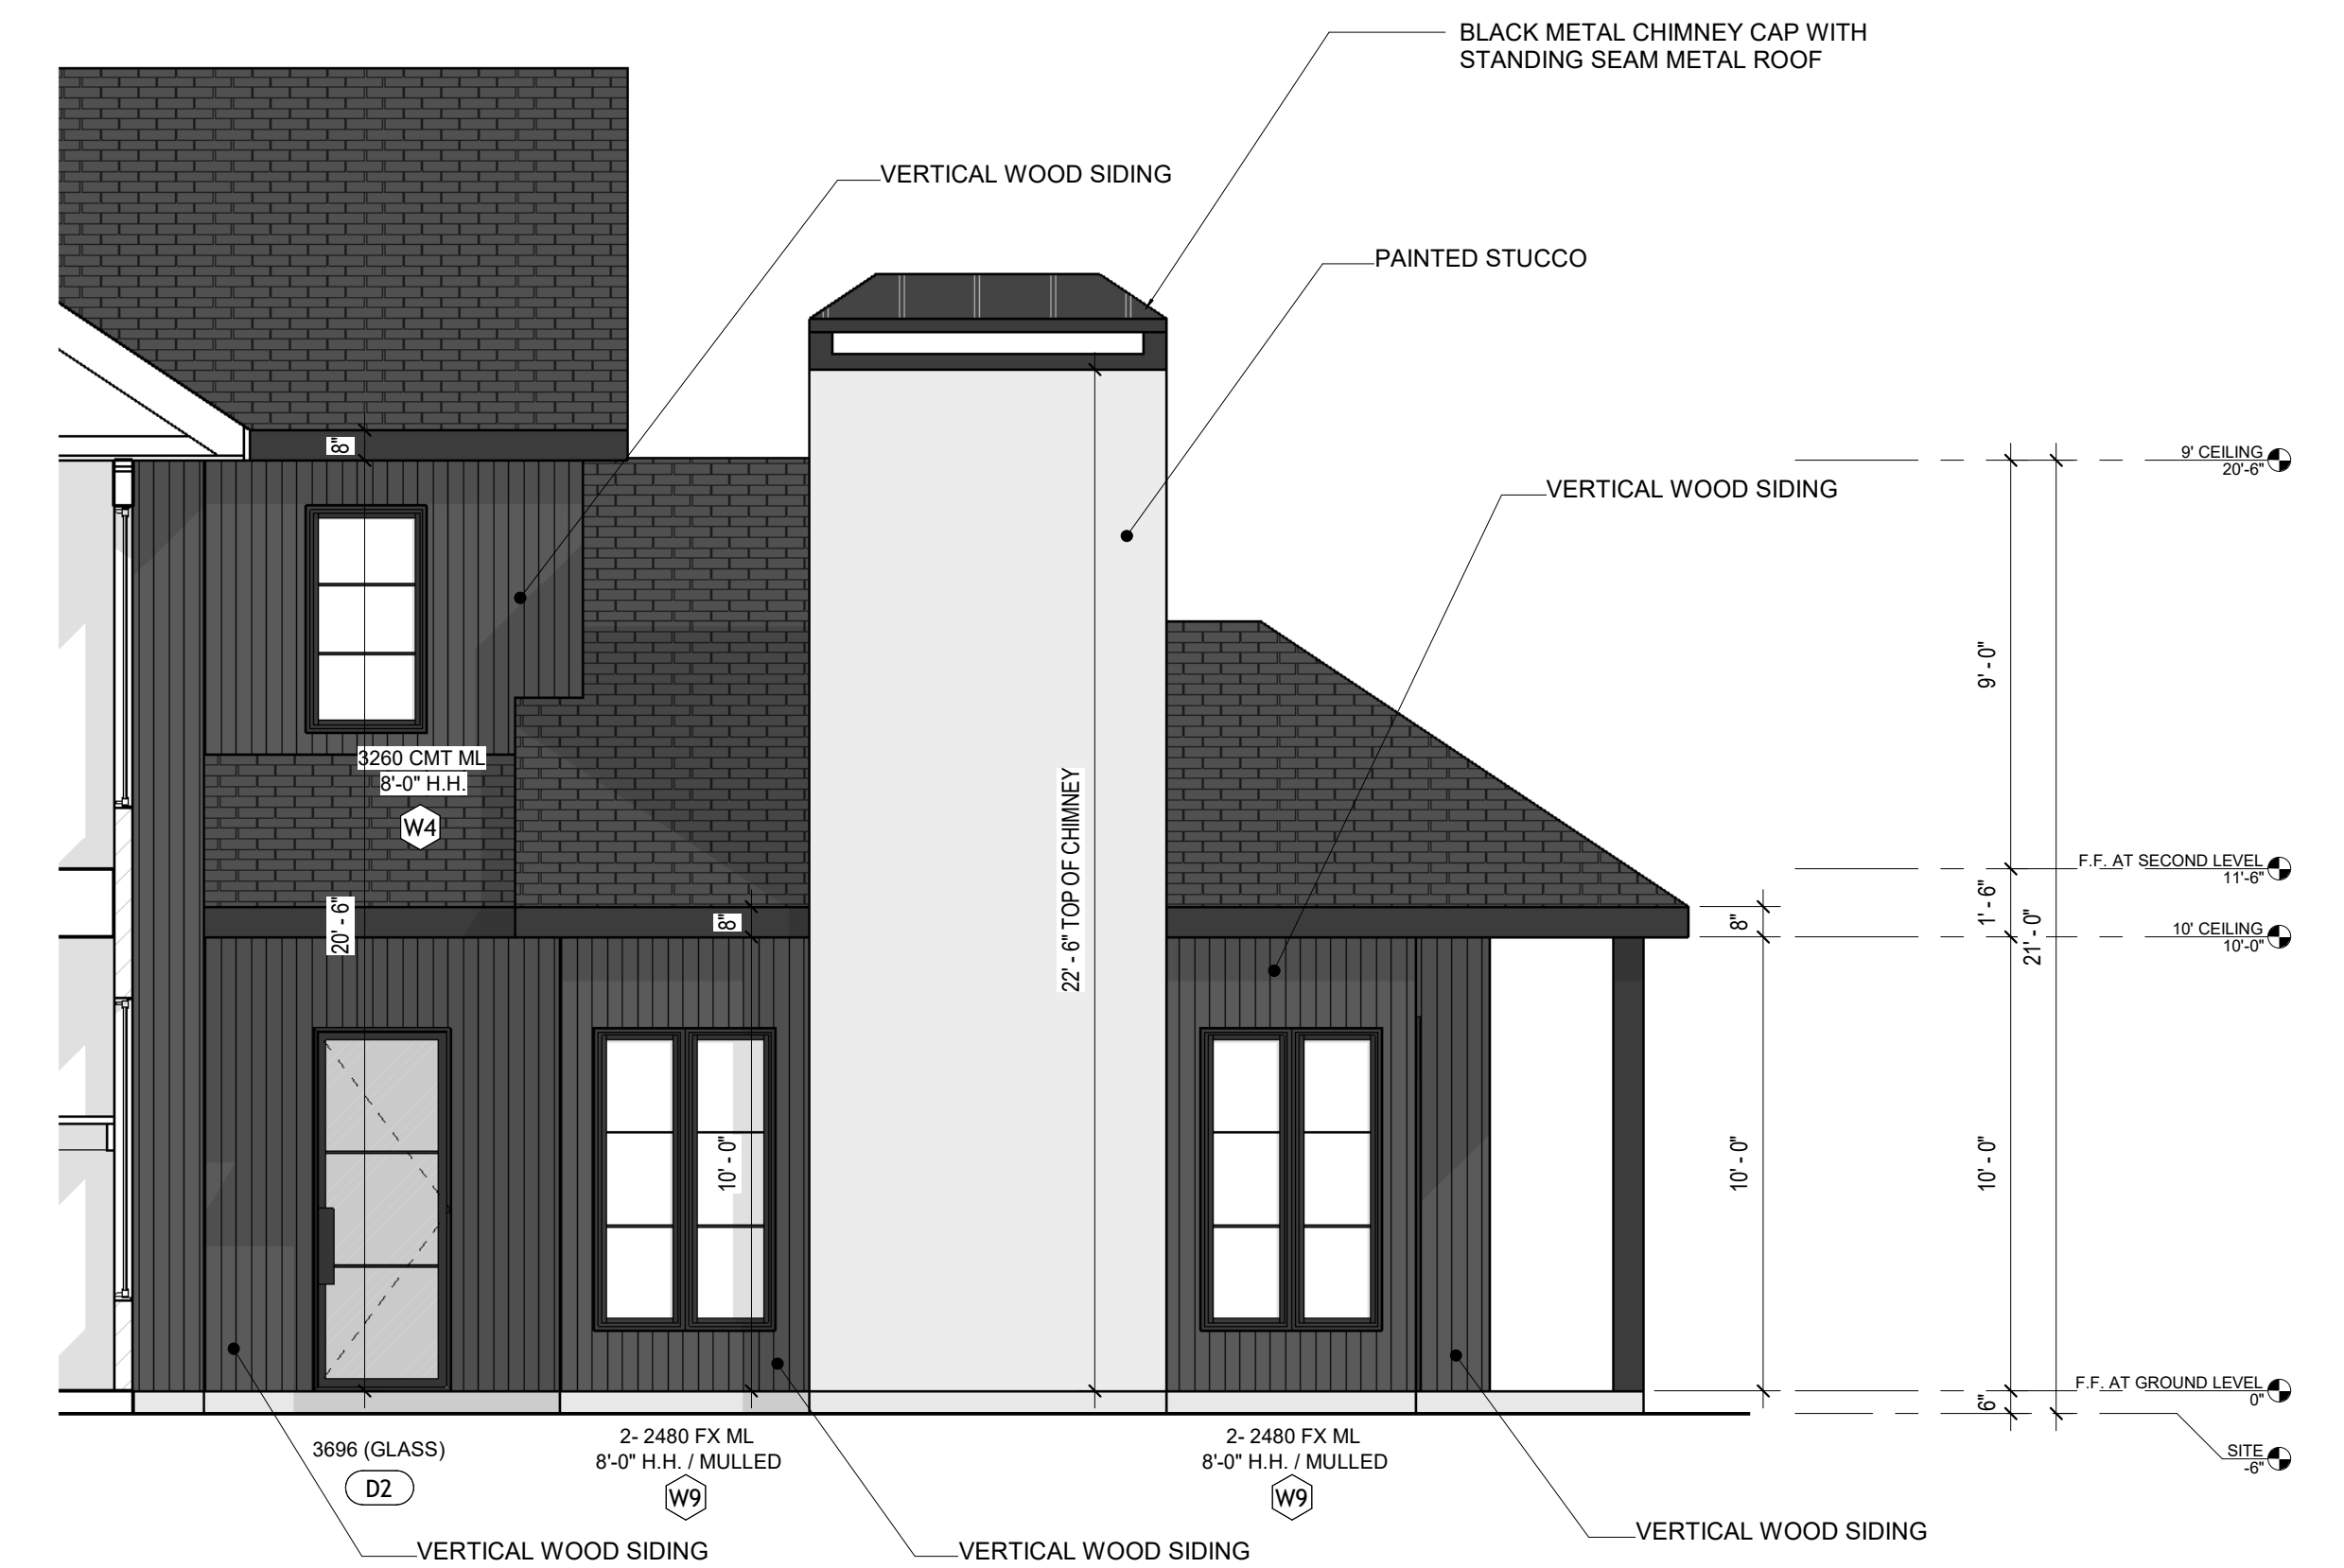 BLACK METAL CHIMNEY CAP WITH
STANDING SEAM METAL ROOF
VERTICAL WOOD SIDING
PAINTED STUCCO
8"
9' CEILING
20'-6"
VERTICAL WOOD SIDING
9' - 0"
3260 CMT ML
8'-0" H.H.
W4
22' - 6" TOP OF CHIMNEY
F.F. AT SECOND LEVEL
11'-6"
20' - 6"
8"
8"
1' - 6"
21' - 0"
10' CEILING
10'-0"
10' - 0"
10' - 0"
10' - 0"
F.F. AT GROUND LEVEL
0"
6"
3696 (GLASS)
D2
2- 2480 FX ML
8'-0" H.H. / MULLED
W9
2- 2480 FX ML
8'-0" H.H. / MULLED
W9
SITE
-6"
VERTICAL WOOD SIDING
VERTICAL WOOD SIDING
VERTICAL WOOD SIDING